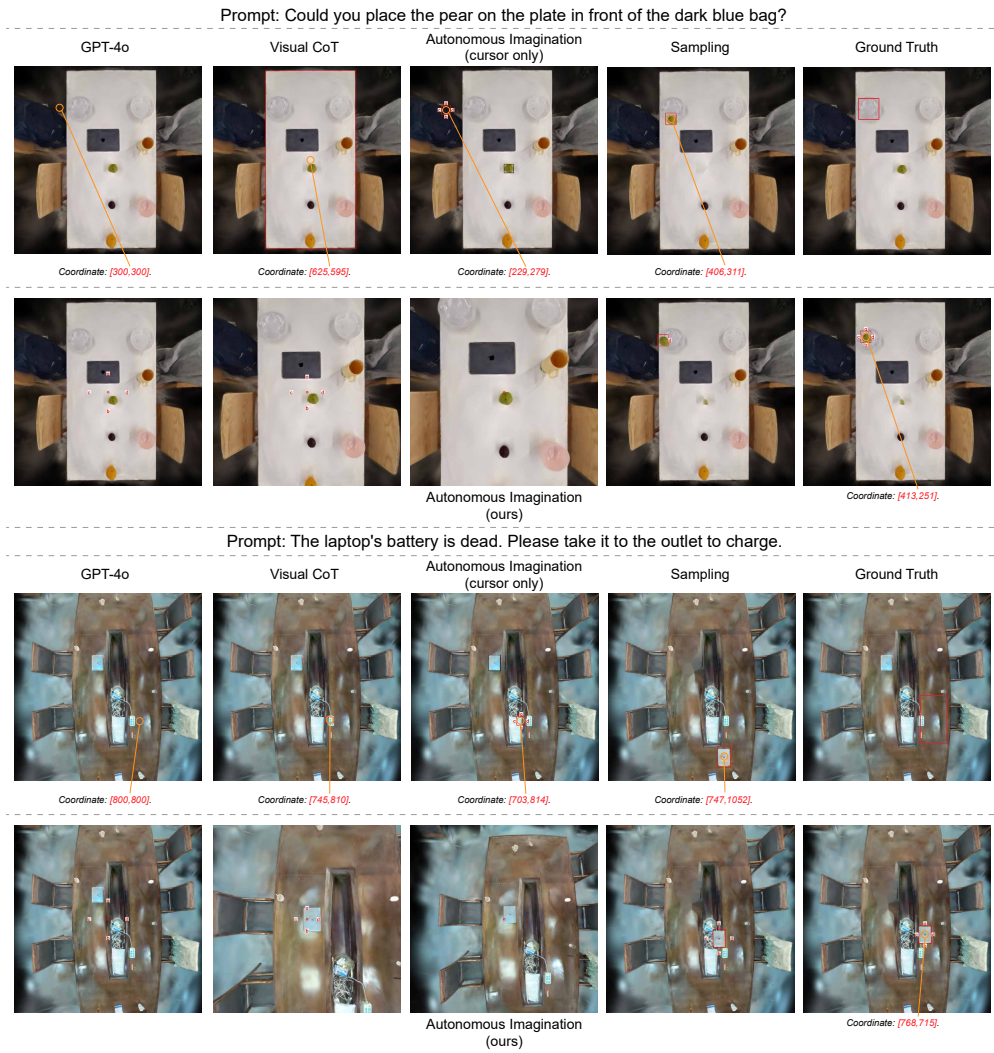 Prompt: Could you place the pear on the plate in front of the dark blue bag?
GPT-4o
Visual CoT
Autonomous Imagination
(cursor only)
Sampling
Ground Truth
Coordinate: [300,300].
Coordinate: [625,595].
Coordinate: [229,279].
Coordinate: [406,311].
Autonomous Imagination
(ours)
Coordinate: [413,251].
Prompt: The laptop's battery is dead. Please take it to the outlet to charge.
GPT-4o
Visual CoT
Autonomous Imagination
(cursor only)
Sampling
Ground Truth
Coordinate: [800,800].
Coordinate: [745,810].
Coordinate: [703,814].
Coordinate: [747,1052].
Autonomous Imagination
(ours)
Coordinate: [768,715].